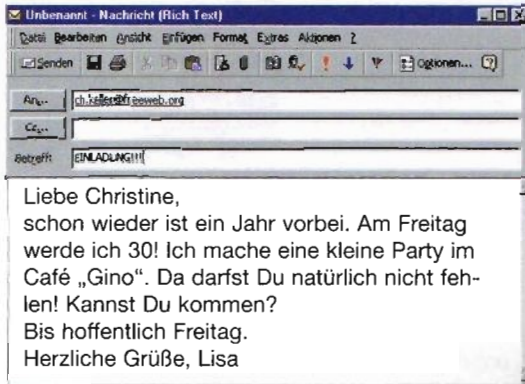 Unbenannt - Nachricht (Rich Text)
Datei Bearbeiten Ansicht Einfügen Format Extras Aktionen ?
Senden Optionen...
An... ch.keller@freeweb.org
Cc...
Betreff: EINLADUNG!!!
Liebe Christine,
schon wieder ist ein Jahr vorbei. Am Freitag
werde ich 30! Ich mache eine kleine Party im
Café „Gino“. Da darfst Du natürlich nicht feh-
len! Kannst Du kommen?
Bis hoffentlich Freitag.
Herzliche Grüße, Lisa